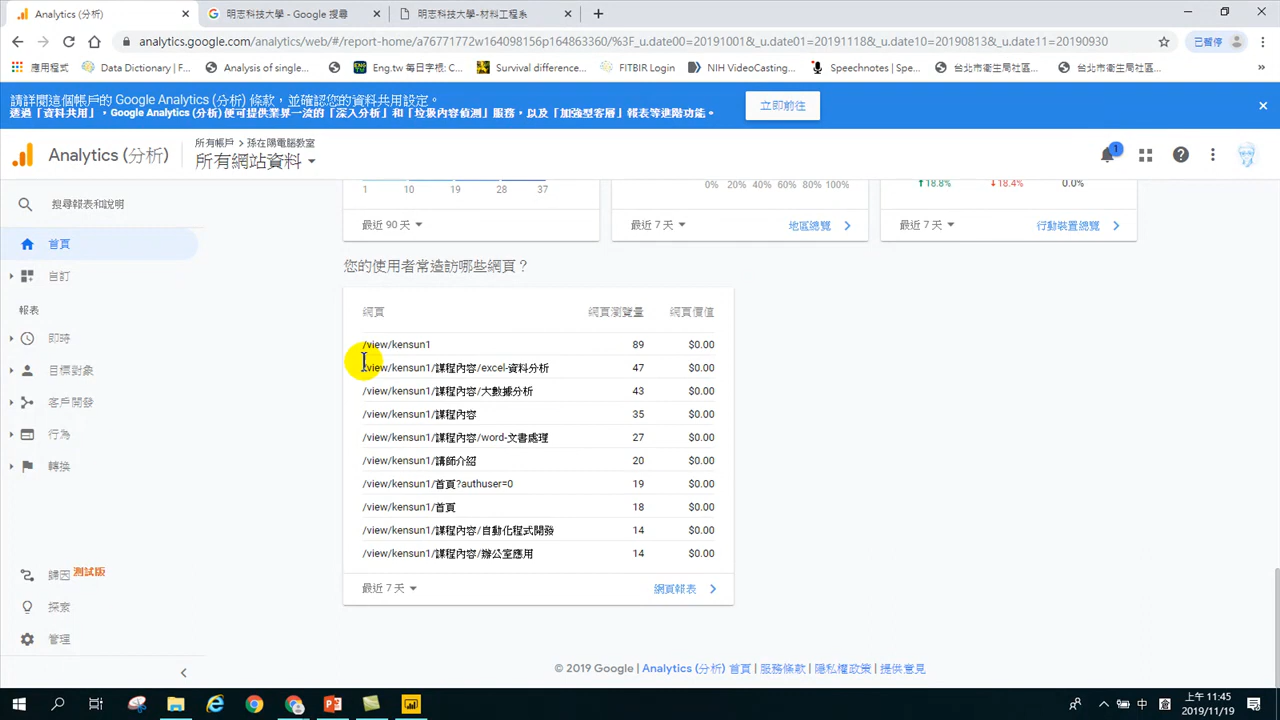 Analytics (分析)
明志科技大學 - Google 搜尋
明志科技大學-材料工程系
analytics.google.com/analytics/web/#/report-home/a76771772w164098156p164863360/%3F_u.date00=20191001&_u.date01=20191118&_u.date10=20190813&_u.date11=20190930
已暫停
應用程式
Data Dictionary | F...
Analysis of single...
Eng.tw 每日字根: C...
Survival difference...
FITBIR Login
NIH VideoCasting...
Speechnotes | Spe...
台北市衛生局社區...
台北市衛生局社區...
»
請詳閱這個帳戶的 Google Analytics (分析) 條款，並確認您的資料共用設定。
透過「資料共用」，Google Analytics (分析) 便可提供業界一流的「深入分析」和「垃圾內容偵測」服務，以及「加強型客層」報表等進階功能。
立即前往
Analytics (分析)
所有帳戶 > 孫在陽電腦教室
所有網站資料
1
搜尋報表和說明
首頁
自訂
報表
即時
目標對象
客戶開發
行為
轉換
歸因 測試版
探索
管理
1 10 19 28 37
最近 90 天
0% 20% 40% 60% 80% 100%
最近 7 天
地區總覽
18.8% 18.4% 0.0%
最近 7 天
行動裝置總覽
您的使用者常造訪哪些網頁？
網頁 網頁瀏覽量 網頁價值
/view/kensun1 89 $0.00
/view/kensun1/課程內容/excel-資料分析 47 $0.00
/view/kensun1/課程內容/大數據分析 43 $0.00
/view/kensun1/課程內容 35 $0.00
/view/kensun1/課程內容/word-文書處理 27 $0.00
/view/kensun1/講師介紹 20 $0.00
/view/kensun1/首頁?authuser=0 19 $0.00
/view/kensun1/首頁 18 $0.00
/view/kensun1/課程內容/自動化程式開發 14 $0.00
/view/kensun1/課程內容/辦公室應用 14 $0.00
最近 7 天
網頁報表
© 2019 Google | Analytics (分析) 首頁 | 服務條款 | 隱私權政策 | 提供意見
中
上午 11:45
2019/11/19